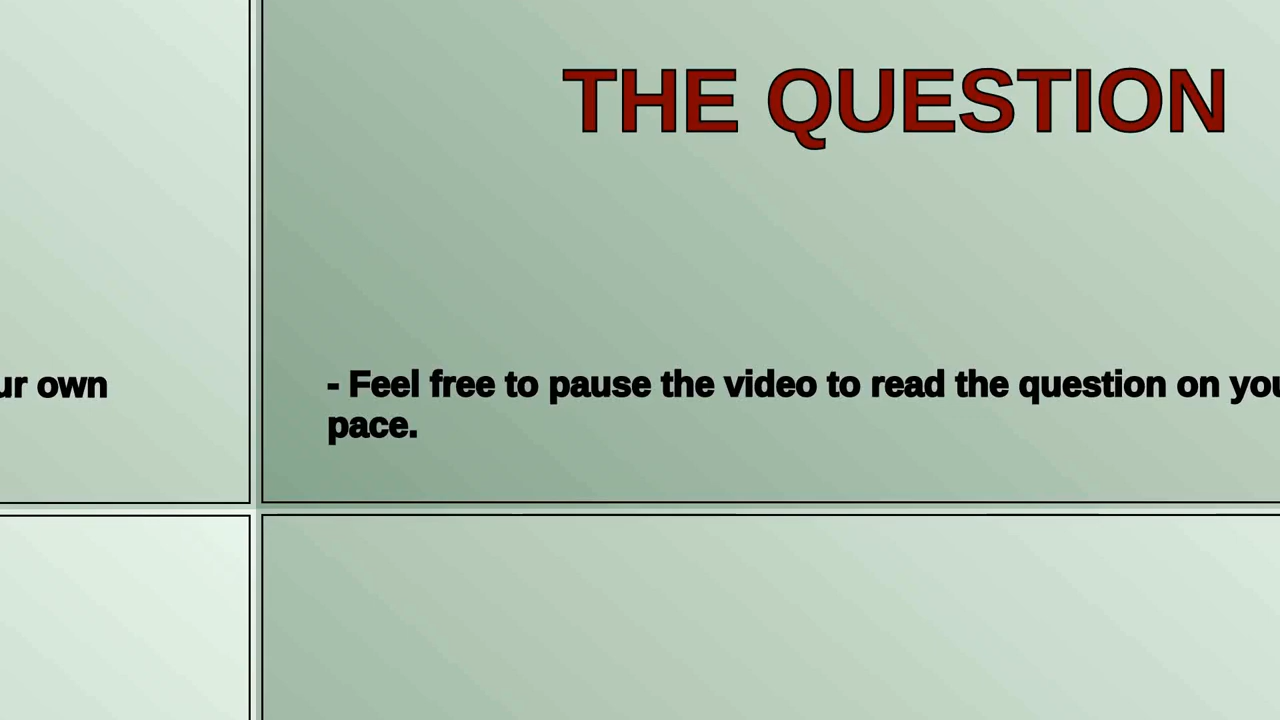 THE QUESTION
ur own
- Feel free to pause the video to read the question on you
pace.